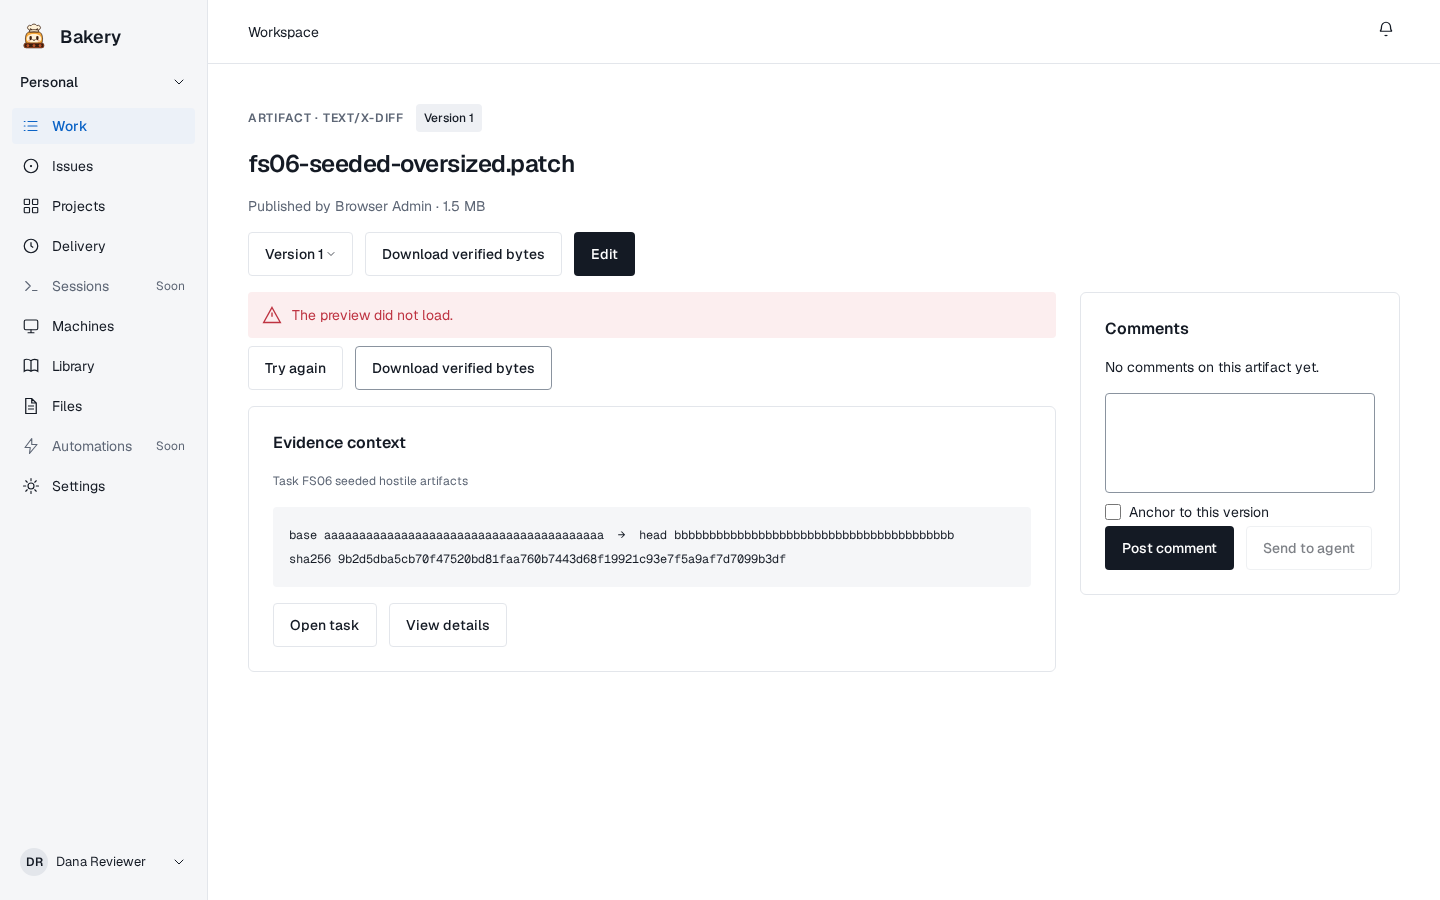 Bakery
Personal
Work
Issues
Projects
Delivery
Sessions Soon
Machines
Library
Files
Automations Soon
Settings
DR Dana Reviewer
Workspace
ARTIFACT · TEXT/X-DIFF Version 1
fs06-seeded-oversized.patch
Published by Browser Admin · 1.5 MB
Version 1 Download verified bytes Edit
The preview did not load.
Try again Download verified bytes
Evidence context
Task FS06 seeded hostile artifacts
base aaaaaaaaaaaaaaaaaaaaaaaaaaaaaaaaaaaaaaaa → head bbbbbbbbbbbbbbbbbbbbbbbbbbbbbbbbbbbbbbbb
sha256 9b2d5dba5cb70f47520bd81faa760b7443d68f19921c93e7f5a9af7d7099b3df
Open task View details
Comments
No comments on this artifact yet.
Anchor to this version
Post comment Send to agent